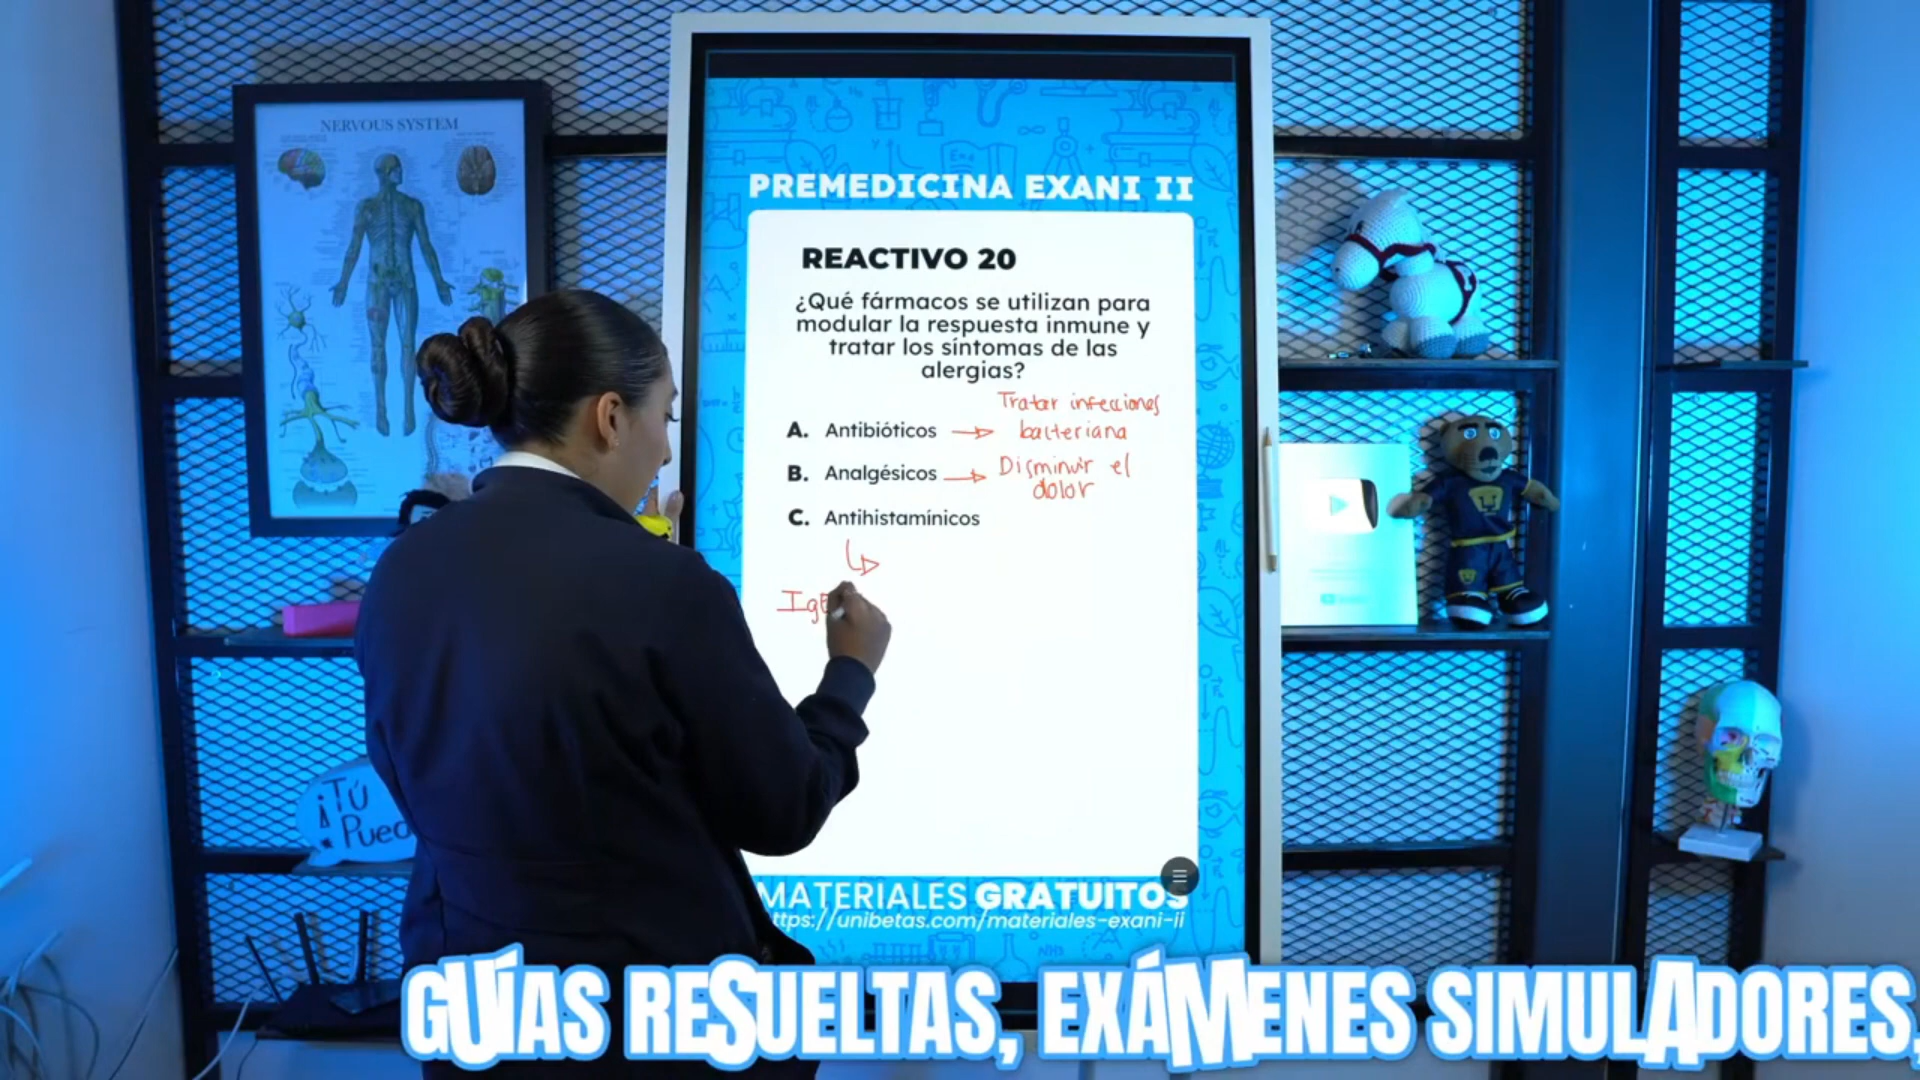 NERVOUS SYSTEM
PREMEDICINA EXANI II
REACTIVO 20
¿Qué fármacos se utilizan para
modular la respuesta inmune y
tratar los síntomas de las
alergias?
A. Antibióticos
Tratar infecciones
bacteriana
B. Analgésicos
Disminuir el
dolor
C. Antihistamínicos
IgE
¡TÚ
Pued
MATERIALES GRATUITOS
ttps://unibetas.com/materiales-exani-ii
GUÍAS RESUELTAS, EXÁMENES SIMULADORES,